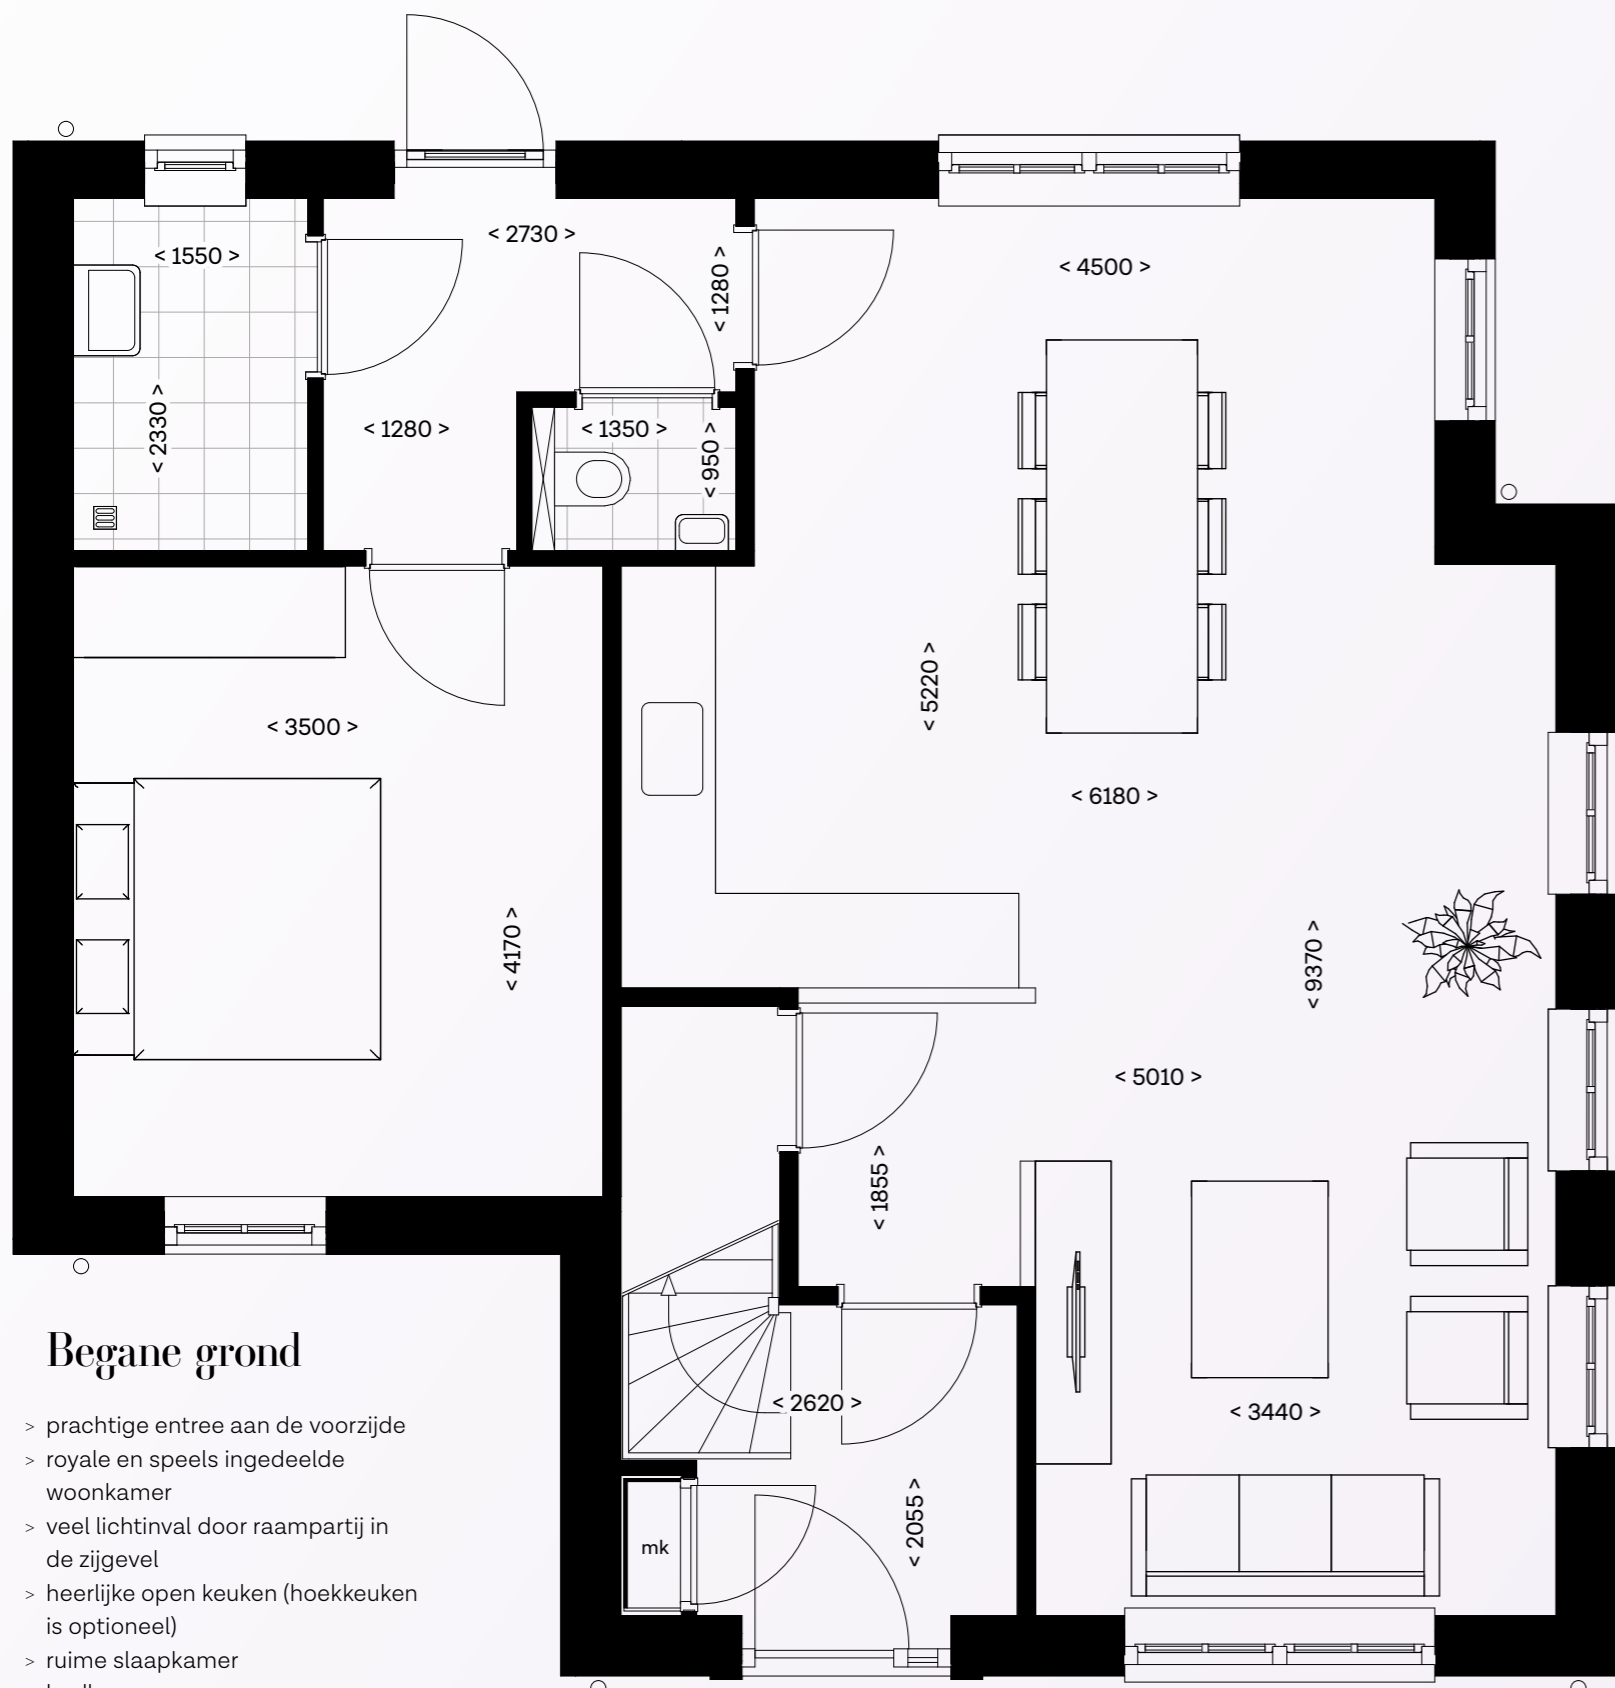 < 2730 >
< 1550 >
< 1280 >
< 4500 >
< 2330 >
< 1280 >
< 1350 >
< 950 >
< 5220 >
< 3500 >
< 6180 >
< 4170 >
< 9370 >
< 5010 >
< 1855 >
< 2620 >
< 3440 >
< 2055 >
mk
Begane grond
> prachtige entree aan de voorzijde
> royale en speels ingedeelde
woonkamer
> veel lichtinval door raampartij in
de zijgevel
> heerlijke open keuken (hoekkeuken
is optioneel)
> ruime slaapkamer